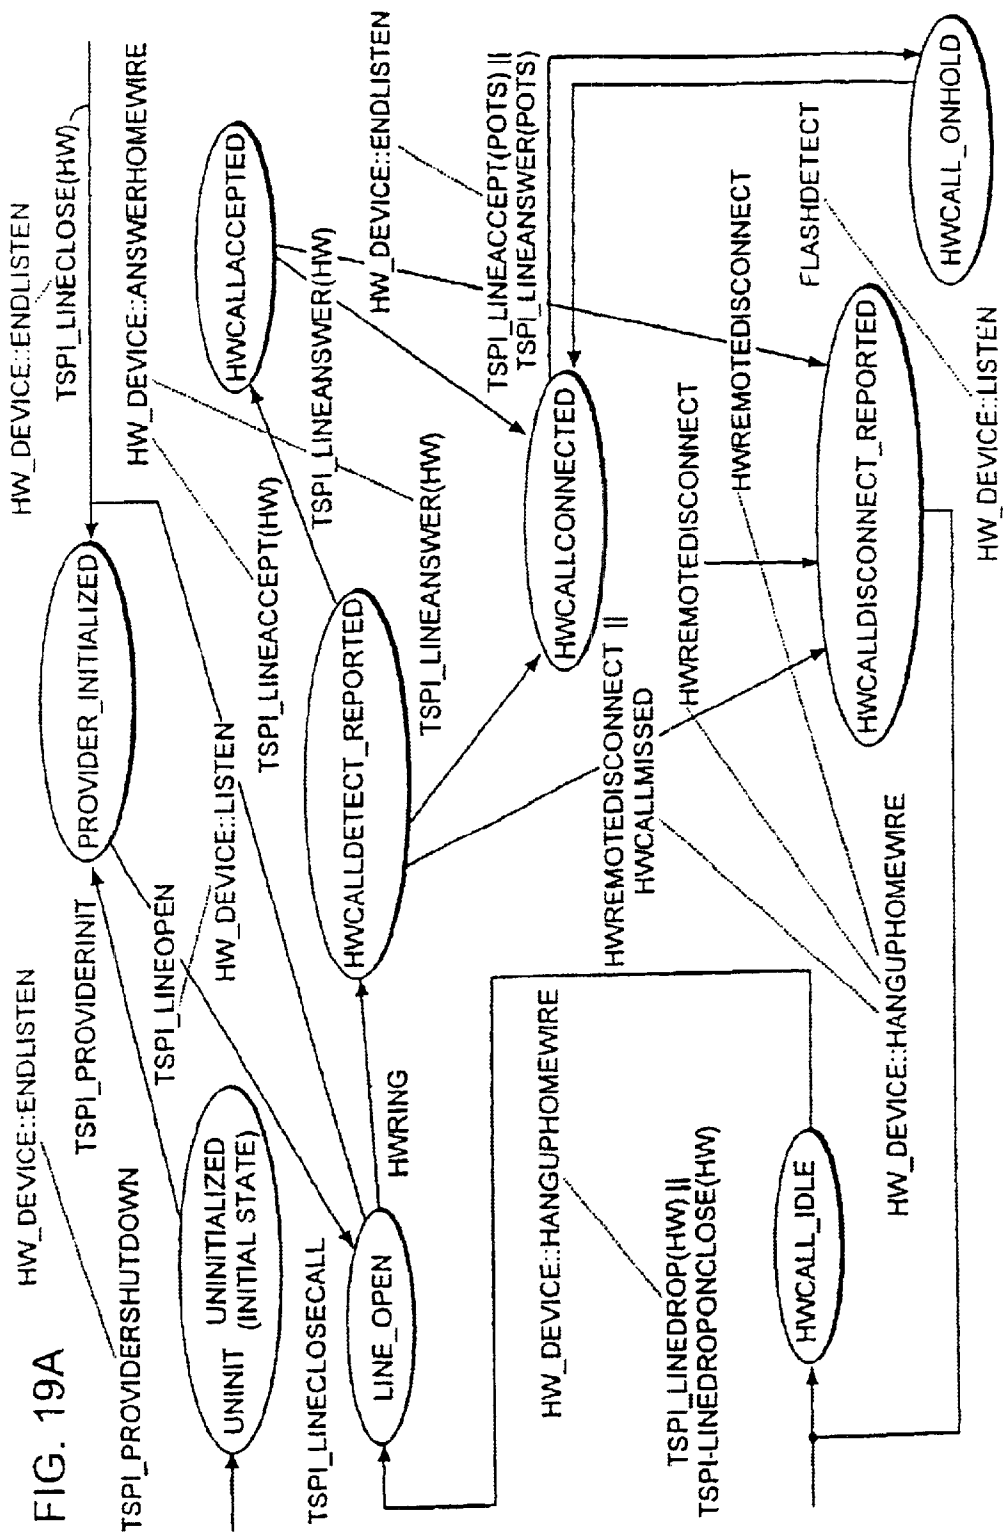 FIG. 19A
HW_DEVICE::ENDLISTEN
TSPI_PROVIDERSHUTDOWN
UNINIT
UNINITIALIZED
(INITIAL STATE)
TSPI_PROVIDERINIT
PROVIDER_INITIALIZED
HW_DEVICE::ENDLISTEN
TSPI_LINECLOSE(HW)
TSPI_LINEOPEN
HW_DEVICE::LISTEN
HW_DEVICE::ANSWERHOMEWIRE
TSPI_LINEACCEPT(HW)
TSPI_LINECLOSECALL
LINE_OPEN
HWRING
HWCALLDETECT_REPORTED
TSPI_LINEANSWER(HW)
HWCALLACCEPTED
TSPI_LINEANSWER(HW)
HW_DEVICE::ENDLISTEN
TSPI_LINEACCEPT(POTS) ||
TSPI_LINEANSWER(POTS)
HWCALLCONNECTED
HWREMOTEDISCONNECT ||
HWCALLMISSED
HWREMOTEDISCONNECT
HWREMOTEDISCONNECT
FLASHDETECT
HWCALL_ONHOLD
HW_DEVICE::HANGUPHOMEWIRE
TSPI_LINEDROP(HW) ||
TSPI-LINEDROPONCLOSE(HW)
HWCALL_IDLE
HW_DEVICE::HANGUPHOMEWIRE
HWCALLDISCONNECT_REPORTED
HW_DEVICE::LISTEN